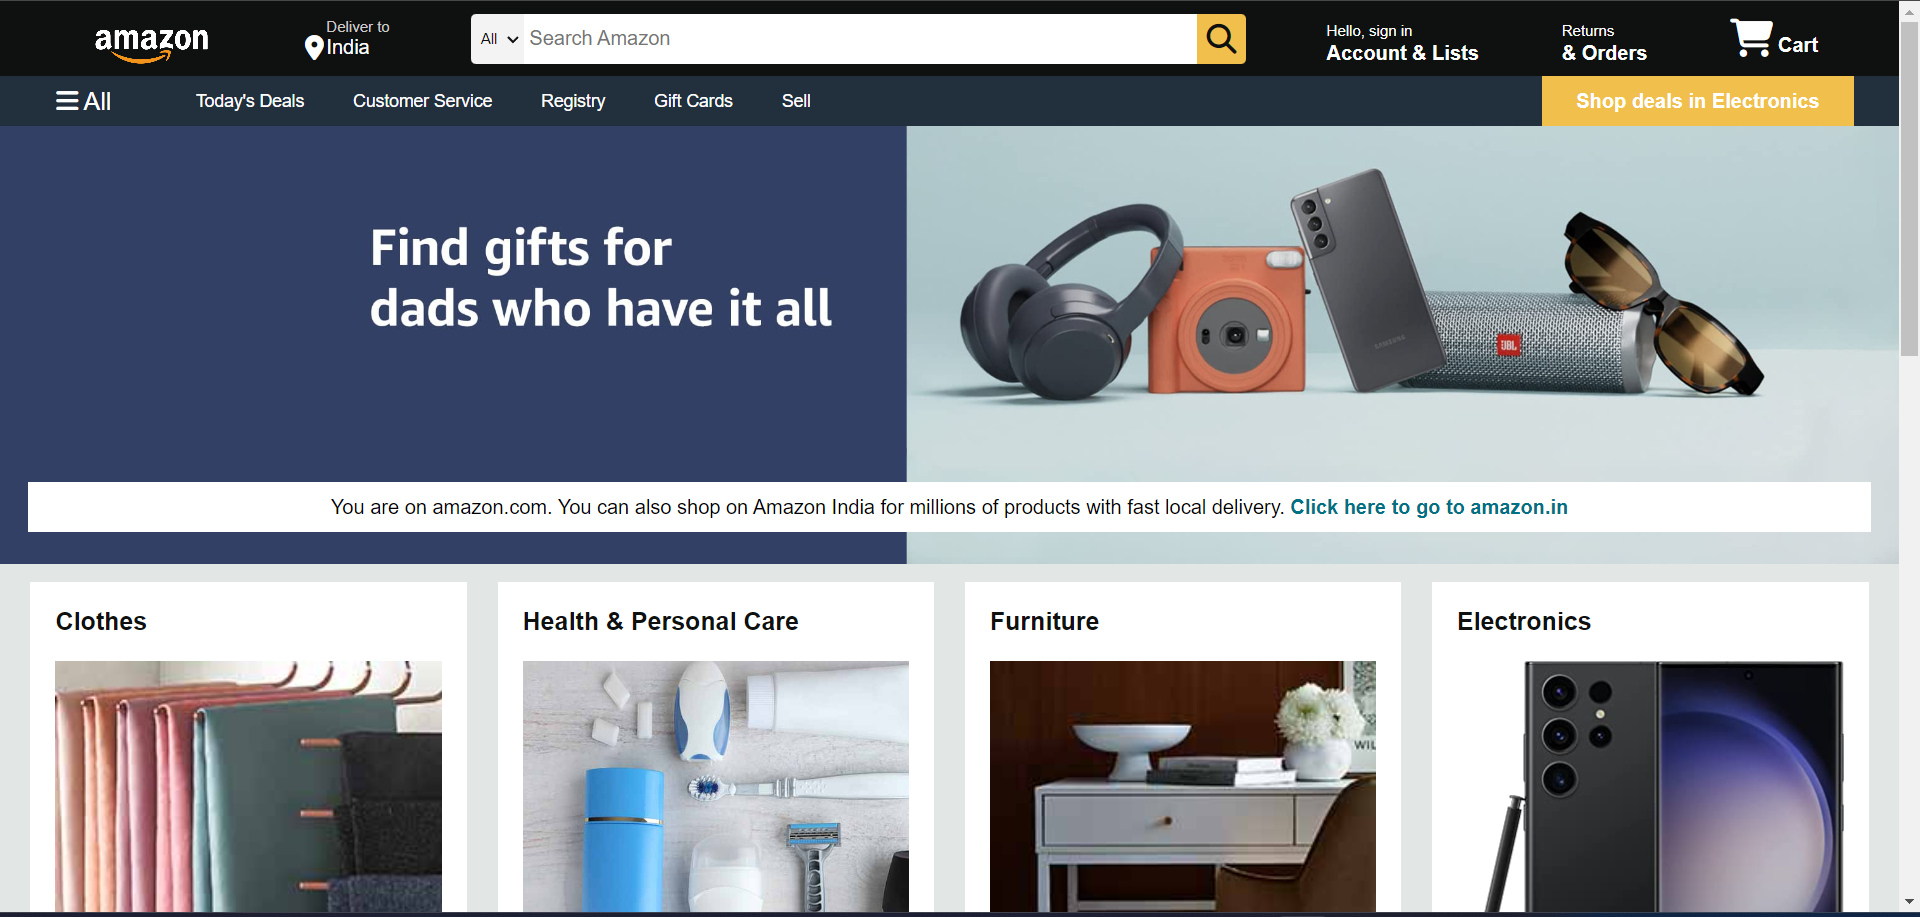 amazon
Deliver to
India
All
Search Amazon
Hello, sign in
Account & Lists
Returns
& Orders
Cart
All
Today's Deals
Customer Service
Registry
Gift Cards
Sell
Shop deals in Electronics
Find gifts for
dads who have it all
SAMSUNG
JBL
You are on amazon.com. You can also shop on Amazon India for millions of products with fast local delivery. Click here to go to amazon.in
Clothes
Health & Personal Care
Furniture
Electronics
WIL